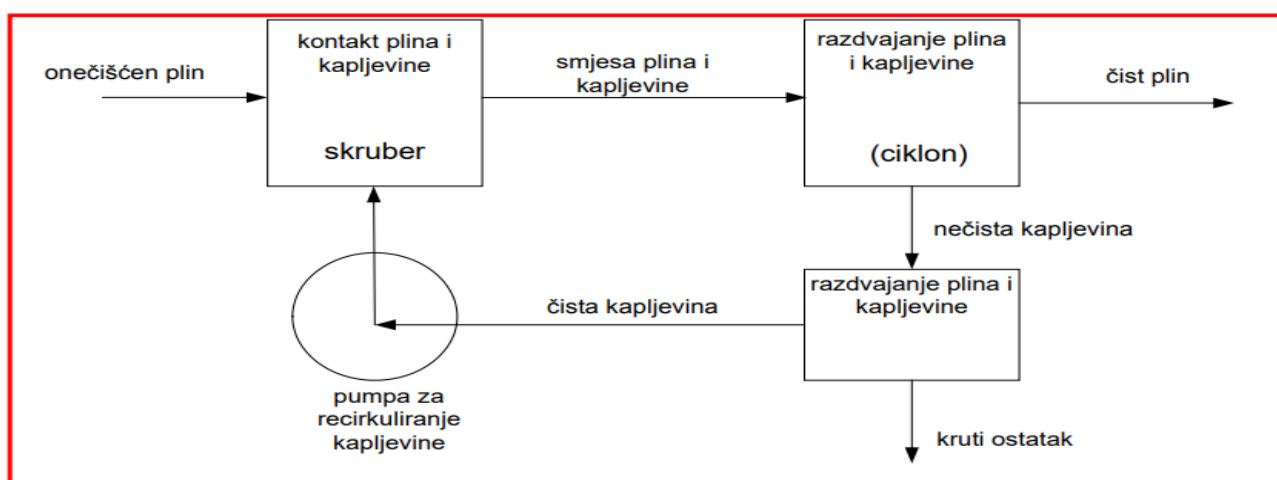 onečišćen plin
kontakt plina i
kapljevine
skruber
smjesa plina i
kapljevine
razdvajanje plina
i kapljevine
(ciklon)
čist plin
nečista kapljevina
razdvajanje plina i
kapljevine
čista kapljevina
pumpa za
recirkuliranje
kapljevine
kruti ostatak